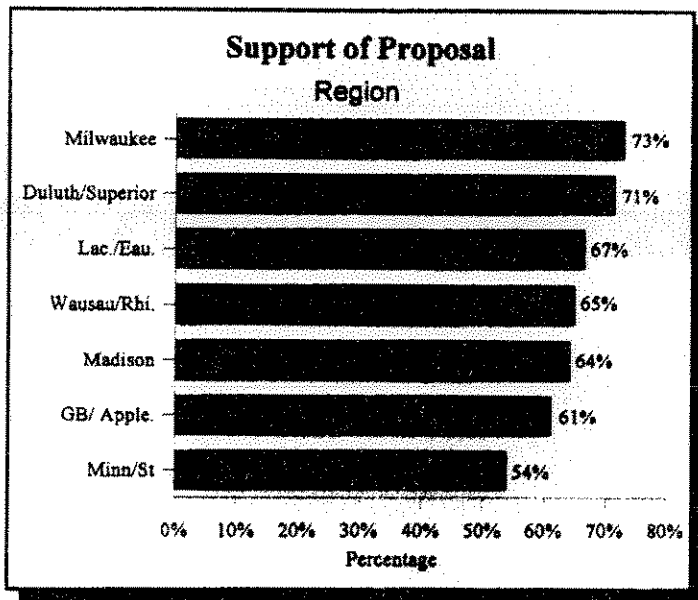 Support of Proposal
Region
Milwaukee 73%
Duluth/Superior 71%
Lac./Eau. 67%
Wausau/Rhi. 65%
Madison 64%
GB/ Apple. 61%
Minn/St 54%
0% 10% 20% 30% 40% 50% 60% 70% 80%
Percentage